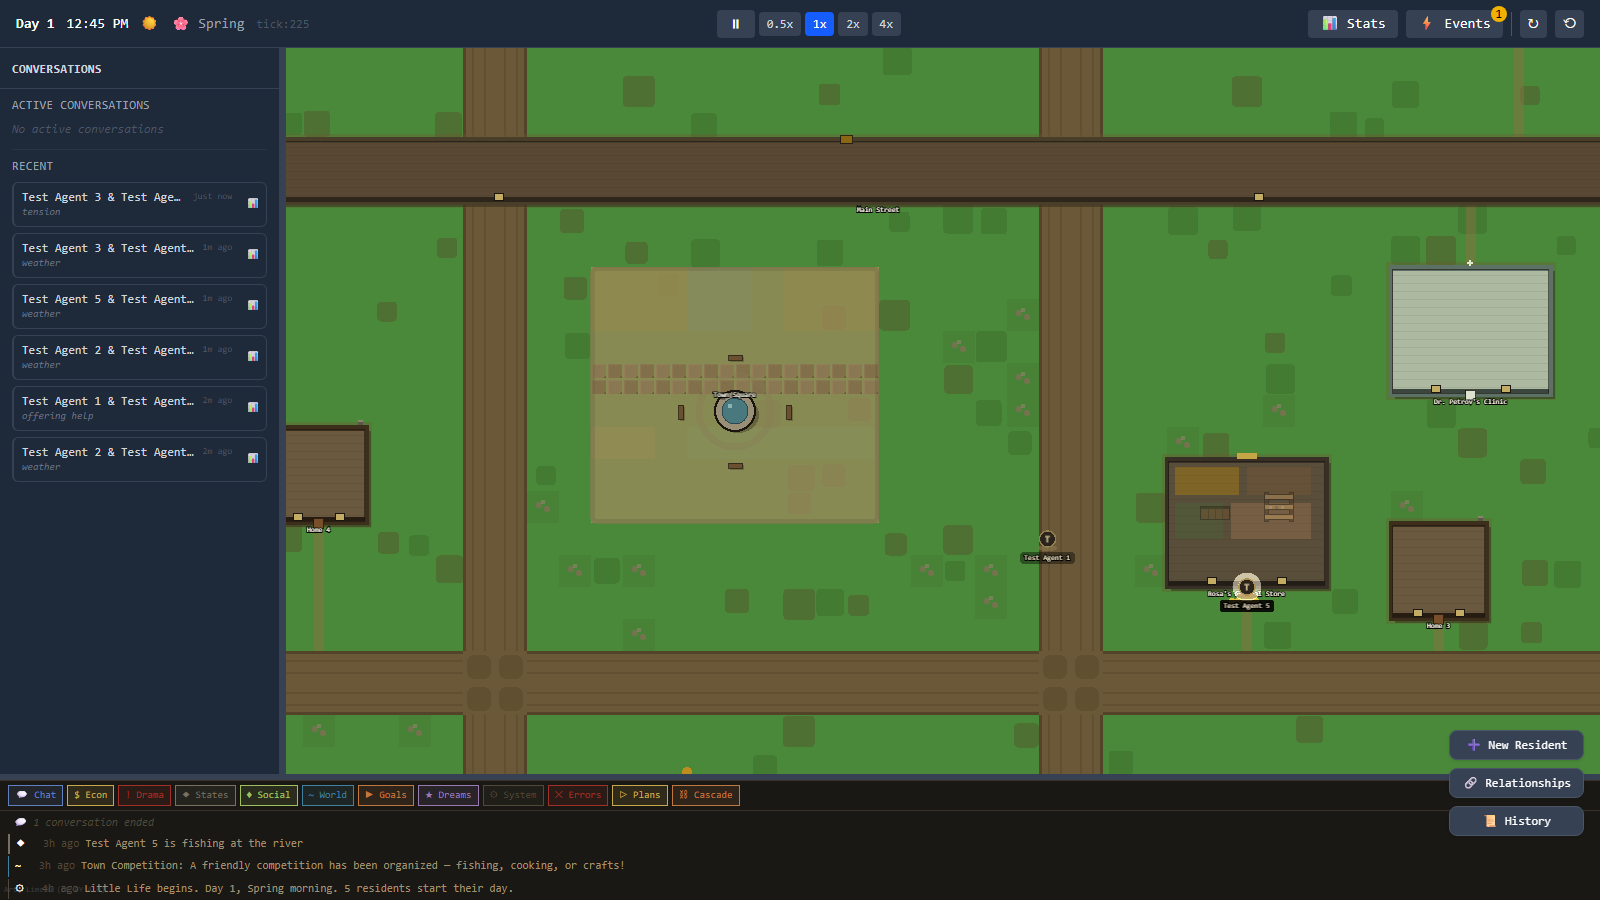 Day 1 12:45 PM Spring tick:225
0.5x 1x 2x 4x
Stats Events 1
CONVERSATIONS
ACTIVE CONVERSATIONS
No active conversations
RECENT
Test Agent 3 & Test Age… just now
tension
Test Agent 3 & Test Agent… 1m ago
weather
Test Agent 5 & Test Agent… 1m ago
weather
Test Agent 2 & Test Agent… 1m ago
weather
Test Agent 1 & Test Agent… 2m ago
offering help
Test Agent 2 & Test Agent… 2m ago
weather
Main Street
Town Square
Dr. Petrov's Clinic
Home 4
T
Test Agent 1
Rosa's Store
T
Test Agent 5
Home 3
New Resident
Relationships
History
Chat $ Econ ! Drama States Social ~ World Goals Dreams System Errors Plans Cascade
1 conversation ended
3h ago Test Agent 5 is fishing at the river
~ 3h ago Town Competition: A friendly competition has been organized — fishing, cooking, or crafts!
4h ago Little Life begins. Day 1, Spring morning. 5 residents start their day.